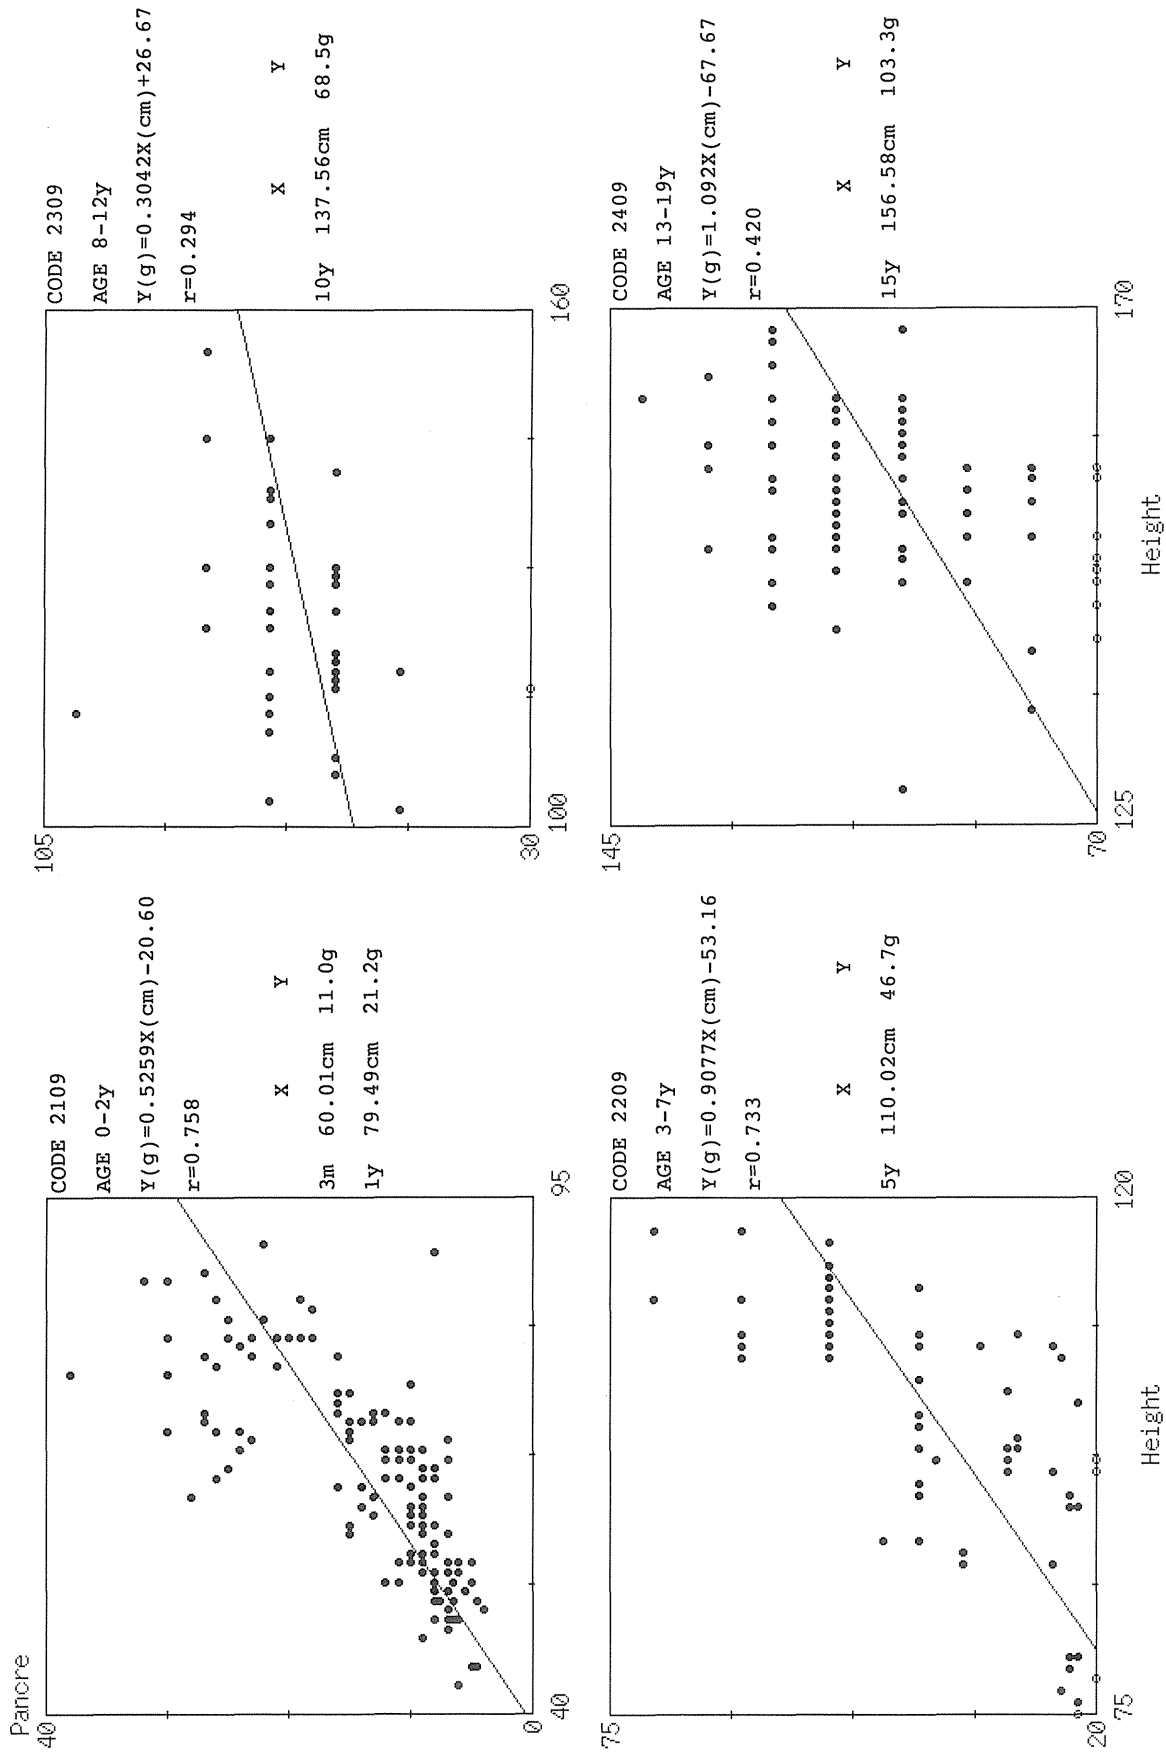 Pancre
40
0
40
95
CODE 2109
AGE 0-2y
Y(g)=0.5259X(cm)-20.60
r=0.758
X Y
3m 60.01cm 11.0g
1y 79.49cm 21.2g
105
30
100
160
CODE 2309
AGE 8-12y
Y(g)=0.3042X(cm)+26.67
r=0.294
X Y
10y 137.56cm 68.5g
75
20
75
120
Height
CODE 2209
AGE 3-7y
Y(g)=0.9077X(cm)-53.16
r=0.733
X Y
5y 110.02cm 46.7g
145
70
125
170
Height
CODE 2409
AGE 13-19y
Y(g)=1.092X(cm)-67.67
r=0.420
X Y
15y 156.58cm 103.3g